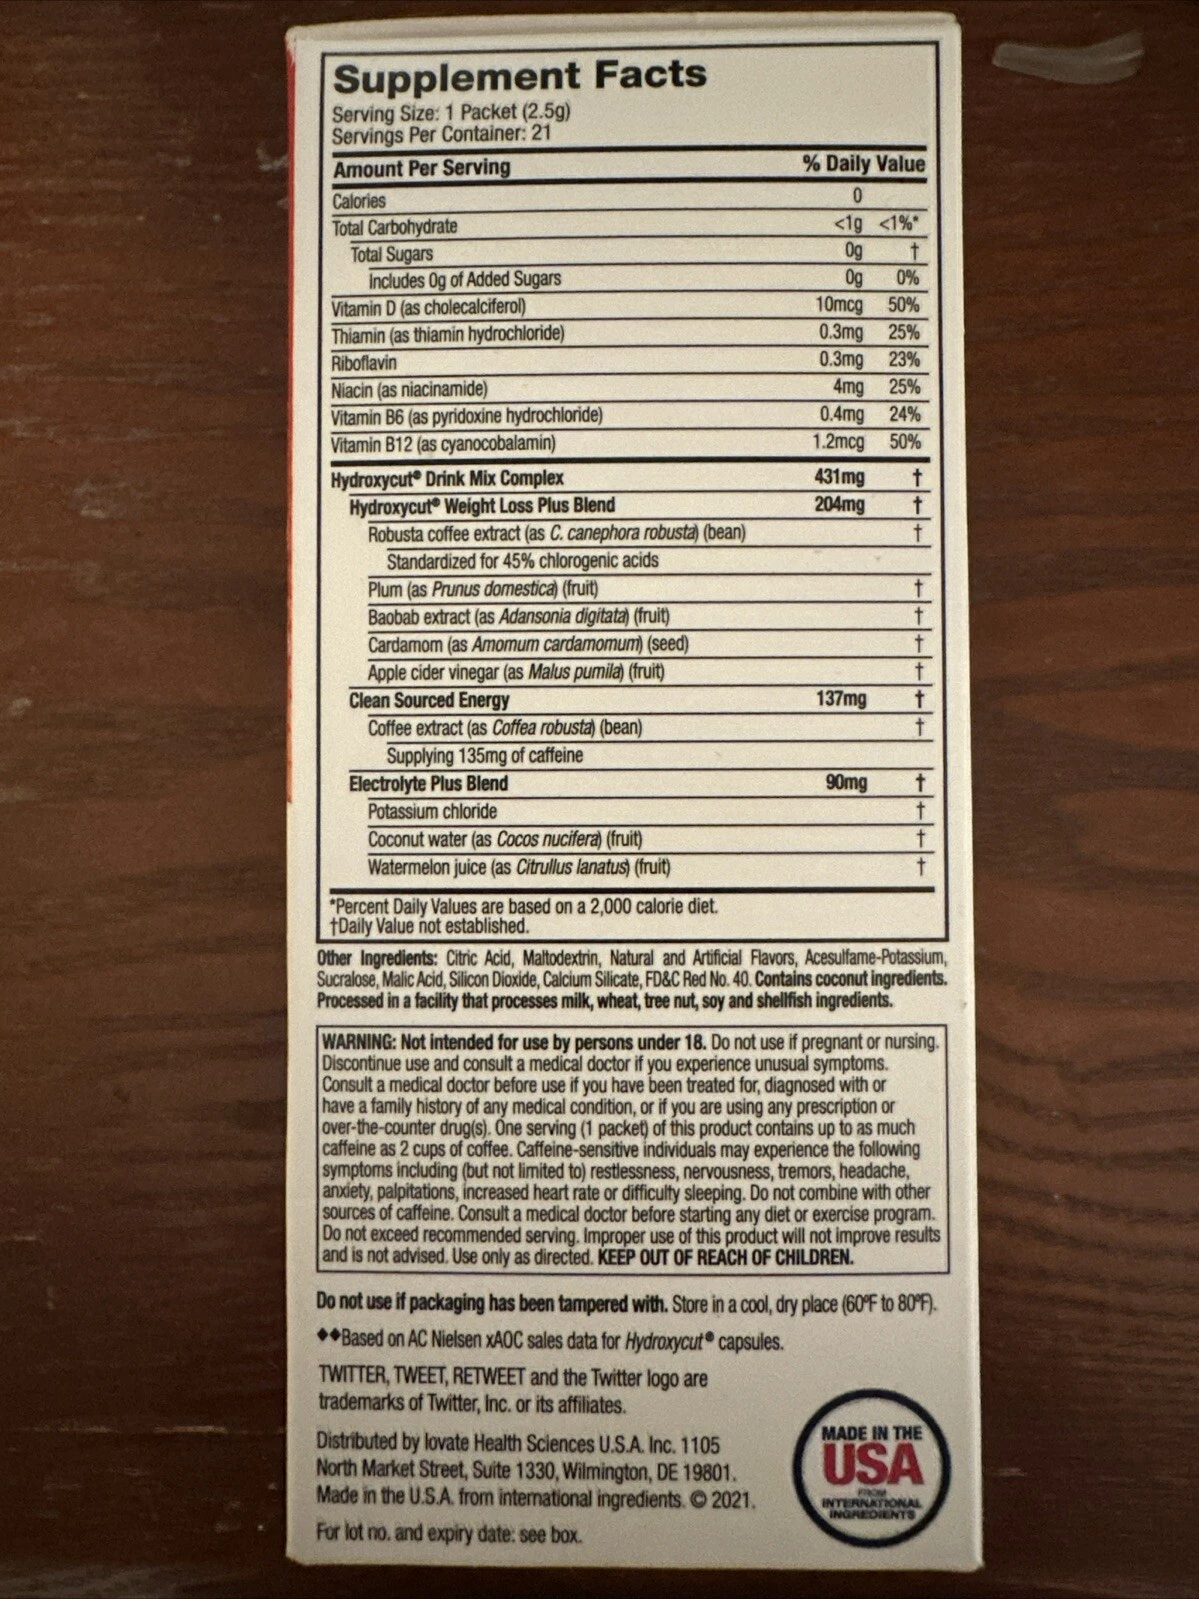 Supplement Facts
Serving Size: 1 Packet (2.5g)
Servings Per Container: 21
Amount Per Serving % Daily Value
Calories 0
Total Carbohydrate <1g <1%*
Total Sugars 0g †
Includes 0g of Added Sugars 0g 0%
Vitamin D (as cholecalciferol) 10mcg 50%
Thiamin (as thiamin hydrochloride) 0.3mg 25%
Riboflavin 0.3mg 23%
Niacin (as niacinamide) 4mg 25%
Vitamin B6 (as pyridoxine hydrochloride) 0.4mg 24%
Vitamin B12 (as cyanocobalamin) 1.2mcg 50%
Hydroxycut® Drink Mix Complex 431mg †
Hydroxycut® Weight Loss Plus Blend 204mg †
Robusta coffee extract (as C. canephora robusta) (bean) †
Standardized for 45% chlorogenic acids
Plum (as Prunus domestica) (fruit) †
Baobab extract (as Adansonia digitata) (fruit) †
Cardamom (as Amomum cardamomum) (seed) †
Apple cider vinegar (as Malus pumila) (fruit) †
Clean Sourced Energy 137mg †
Coffee extract (as Coffea robusta) (bean) †
Supplying 135mg of caffeine
Electrolyte Plus Blend 90mg †
Potassium chloride †
Coconut water (as Cocos nucifera) (fruit) †
Watermelon juice (as Citrullus lanatus) (fruit) †
*Percent Daily Values are based on a 2,000 calorie diet.
†Daily Value not established.
Other Ingredients: Citric Acid, Maltodextrin, Natural and Artificial Flavors, Acesulfame-Potassium,
Sucralose, Malic Acid, Silicon Dioxide, Calcium Silicate, FD&C Red No. 40. Contains coconut ingredients.
Processed in a facility that processes milk, wheat, tree nut, soy and shellfish ingredients.
WARNING: Not intended for use by persons under 18. Do not use if pregnant or nursing.
Discontinue use and consult a medical doctor if you experience unusual symptoms.
Consult a medical doctor before use if you have been treated for, diagnosed with or
have a family history of any medical condition, or if you are using any prescription or
over-the-counter drug(s). One serving (1 packet) of this product contains up to as much
caffeine as 2 cups of coffee. Caffeine-sensitive individuals may experience the following
symptoms including (but not limited to) restlessness, nervousness, tremors, headache,
anxiety, palpitations, increased heart rate or difficulty sleeping. Do not combine with other
sources of caffeine. Consult a medical doctor before starting any diet or exercise program.
Do not exceed recommended serving. Improper use of this product will not improve results
and is not advised. Use only as directed. KEEP OUT OF REACH OF CHILDREN.
Do not use if packaging has been tampered with. Store in a cool, dry place (60°F to 80°F).
◆◆Based on AC Nielsen xAOC sales data for Hydroxycut® capsules.
TWITTER, TWEET, RETWEET and the Twitter logo are
trademarks of Twitter, Inc. or its affiliates.
Distributed by Iovate Health Sciences U.S.A. Inc. 1105
North Market Street, Suite 1330, Wilmington, DE 19801.
Made in the U.S.A. from international ingredients. © 2021.
For lot no. and expiry date: see box.
MADE IN THE
USA
FROM
INTERNATIONAL
INGREDIENTS